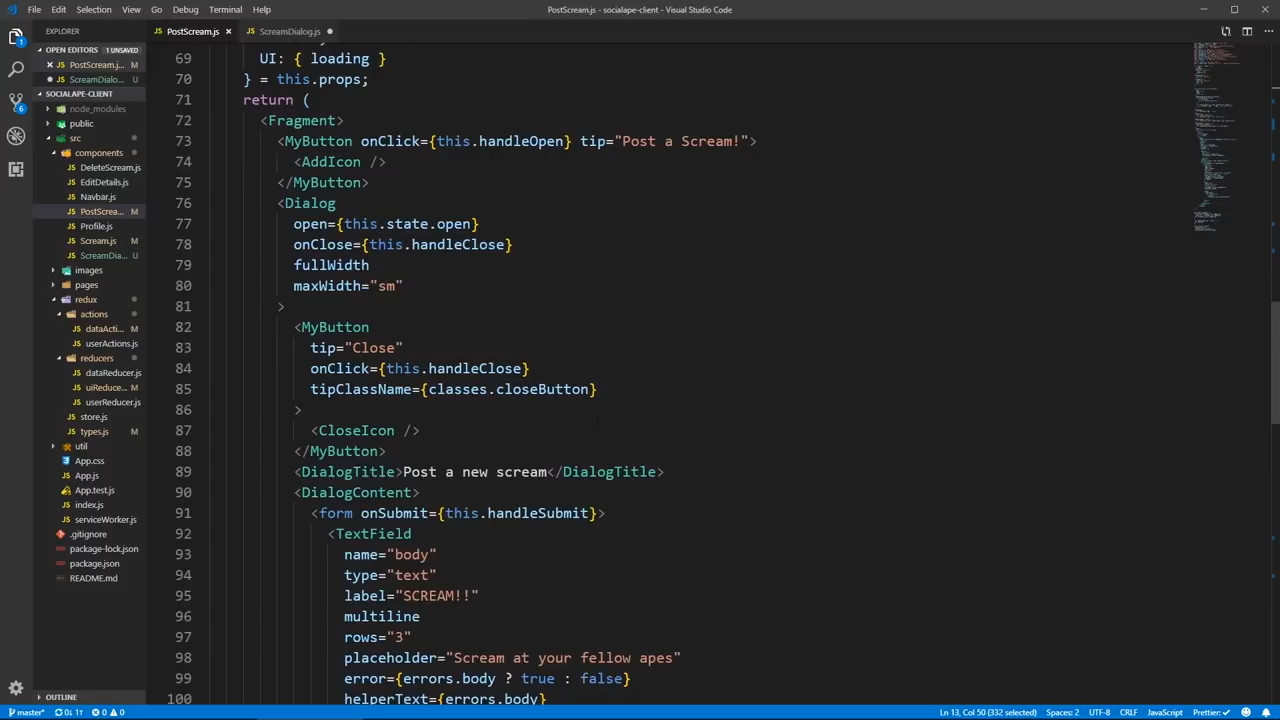 File Edit Selection View Go Debug Terminal Help
PostScream.js - socialape-client - Visual Studio Code
EXPLORER
OPEN EDITORS 1 UNSAVED
PostScream.j... M
ScreamDialo... U
SOCIALAPE-CLIENT
node_modules
public
src
components
DeleteScream.js
EditDetails.js
Navbar.js
PostScrea... M
Profile.js
Scream.js M
ScreamDia... U
images
pages
redux
actions
dataActi... M
userActions.js
reducers
dataReducer.js
uiReduce... M
userReducer.js
store.js
types.js M
util
App.css
App.js
App.test.js
index.js
serviceWorker.js
.gitignore
package-lock.json
package.json
README.md
OUTLINE
PostScream.js ScreamDialog.js
69 UI: { loading }
70 } = this.props;
71 return (
72 <Fragment>
73 <MyButton onClick={this.handleOpen} tip="Post a Scream!">
74 <AddIcon />
75 </MyButton>
76 <Dialog
77 open={this.state.open}
78 onClose={this.handleClose}
79 fullWidth
80 maxWidth="sm"
81 >
82 <MyButton
83 tip="Close"
84 onClick={this.handleClose}
85 tipClassName={classes.closeButton}
86 >
87 <CloseIcon />
88 </MyButton>
89 <DialogTitle>Post a new scream</DialogTitle>
90 <DialogContent>
91 <form onSubmit={this.handleSubmit}>
92 <TextField
93 name="body"
94 type="text"
95 label="SCREAM!!"
96 multiline
97 rows="3"
98 placeholder="Scream at your fellow apes"
99 error={errors.body ? true : false}
100 helperText={errors.body}
master* 0↓ 1↑ 0 0 Ln 13, Col 50 (332 selected) Spaces: 2 UTF-8 CRLF JavaScript Prettier: ✓